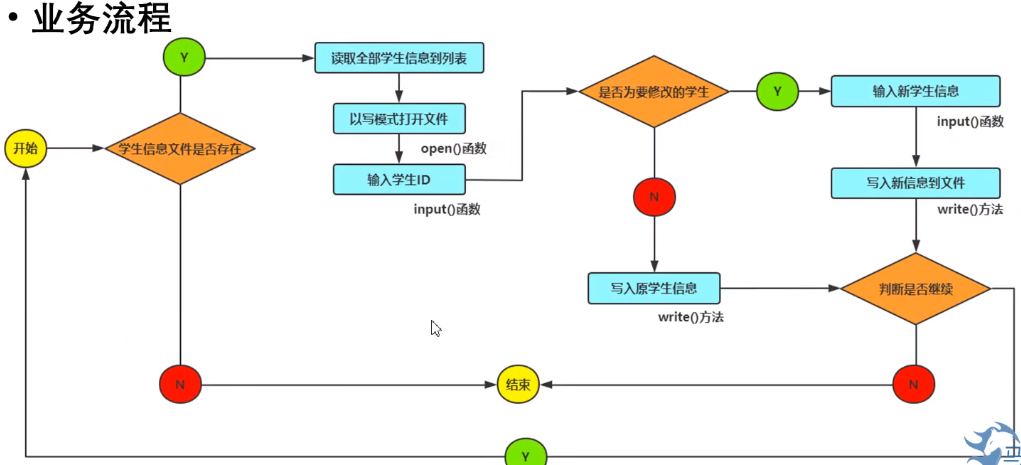 • 业务流程
Y
读取全部学生信息到列表
以写模式打开文件
open()函数
输入学生ID
input()函数
开始
学生信息文件是否存在
是否为要修改的学生
Y
输入新学生信息
input()函数
写入新信息到文件
write()方法
N
写入原学生信息
write()方法
判断是否继续
N
结束
N
Y